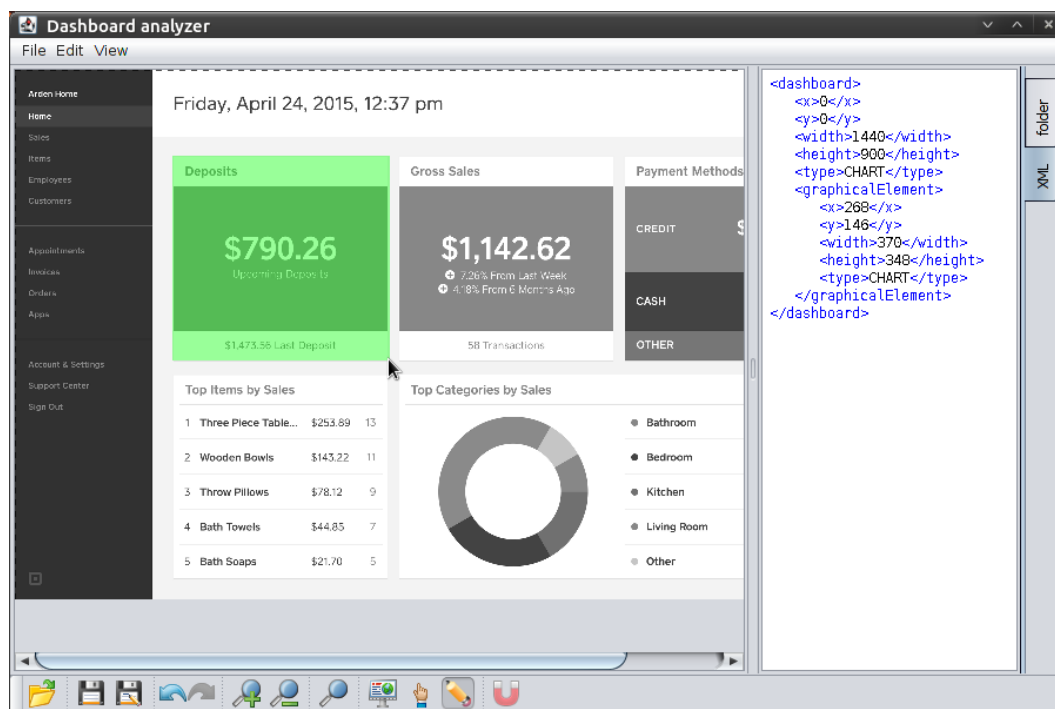 Dashboard analyzer
File Edit View
Arden Home
Home
Sales
Items
Employees
Customers
Appointments
Invoices
Orders
Apps
Account & Settings
Support Center
Sign Out
Friday, April 24, 2015, 12:37 pm
Deposits
$790.26
Upcoming Deposits
$1,473.56 Last Deposit
Gross Sales
$1,142.62
7.26% From Last Week
4.18% From 6 Months Ago
58 Transactions
Payment Methods
CREDIT $
CASH
OTHER
Top Items by Sales
1 Three Piece Table... $253.89 13
2 Wooden Bowls $143.22 11
3 Throw Pillows $78.12 9
4 Bath Towels $44.85 7
5 Bath Soaps $21.70 5
Top Categories by Sales
Bathroom
Bedroom
Kitchen
Living Room
Other
<dashboard>
<x>0</x>
<y>0</y>
<width>1440</width>
<height>900</height>
<type>CHART</type>
<graphicalElement>
<x>268</x>
<y>146</y>
<width>370</width>
<height>348</height>
<type>CHART</type>
</graphicalElement>
</dashboard>
folder
XML